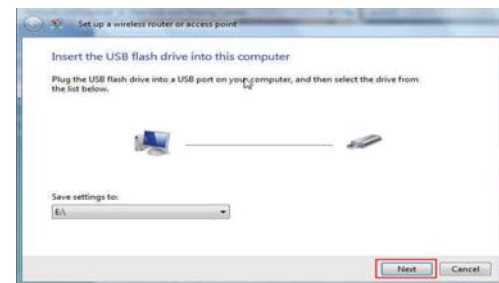 Set up a wireless router or access point
Insert the USB flash drive into this computer
Plug the USB flash drive into a USB port on your computer, and then select the drive from
the list below.
Save settings to:
E:\
Next
Cancel